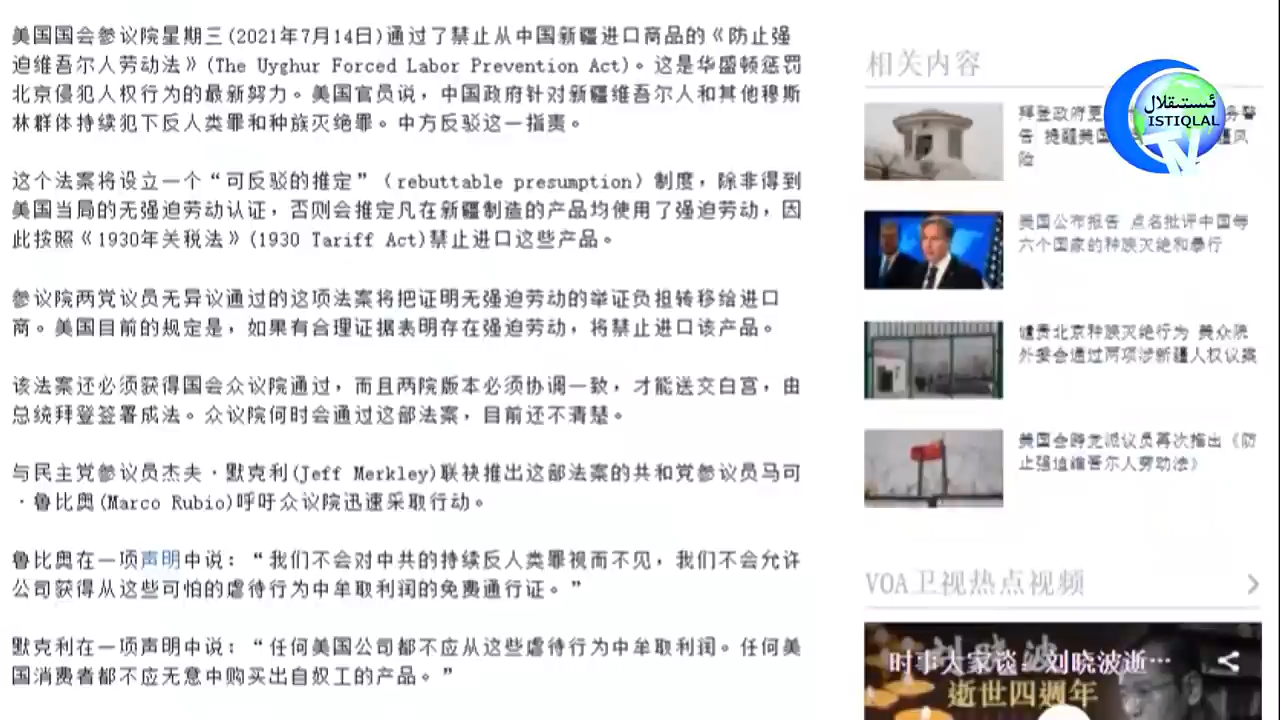 美国国会参议院星期三(2021年7月14日)通过了禁止从中国新疆进口商品的《防止强
迫维吾尔人劳动法》(The Uyghur Forced Labor Prevention Act)。这是华盛顿惩罚
北京侵犯人权行为的最新努力。美国官员说，中国政府针对新疆维吾尔人和其他穆斯
林群体持续犯下反人类罪和种族灭绝罪。中方反驳这一指责。
这个法案将设立一个“可反驳的推定”（rebuttable presumption）制度，除非得到
美国当局的无强迫劳动认证，否则会推定凡在新疆制造的产品均使用了强迫劳动，因
此按照《1930年关税法》(1930 Tariff Act)禁止进口这些产品。
参议院两党议员无异议通过的这项法案将把证明无强迫劳动的举证负担转移给进口
商。美国目前的规定是，如果有合理证据表明存在强迫劳动，将禁止进口该产品。
该法案还必须获得国会众议院通过，而且两院版本必须协调一致，才能送交白宫，由
总统拜登签署成法。众议院何时会通过这部法案，目前还不清楚。
与民主党参议员杰夫·默克利(Jeff Merkley)联袂推出这部法案的共和党参议员马可
·鲁比奥(Marco Rubio)呼吁众议院迅速采取行动。
鲁比奥在一项声明中说：“我们不会对中共的持续反人类罪视而不见，我们不会允许
公司获得从这些可怕的虐待行为中牟取利润的免费通行证。”
默克利在一项声明中说：“任何美国公司都不应从这些虐待行为中牟取利润。任何美
国消费者都不应无意中购买出自奴工的产品。”
相关内容
拜登政府更 务警
告 提醒美国 疆风
险
美国公布报告 点名批评中国等
六个国家的种族灭绝和暴行
谴责北京种族灭绝行为 美众院
外委会通过两项涉新疆人权议案
美国会跨党派议员再次推出《防
止强迫维吾尔人劳动法》
VOA卫视热点视频
时事大家谈：刘晓波逝…
刘晓波
逝世四週年
ئىستىقلال
ISTIQLAL
TV